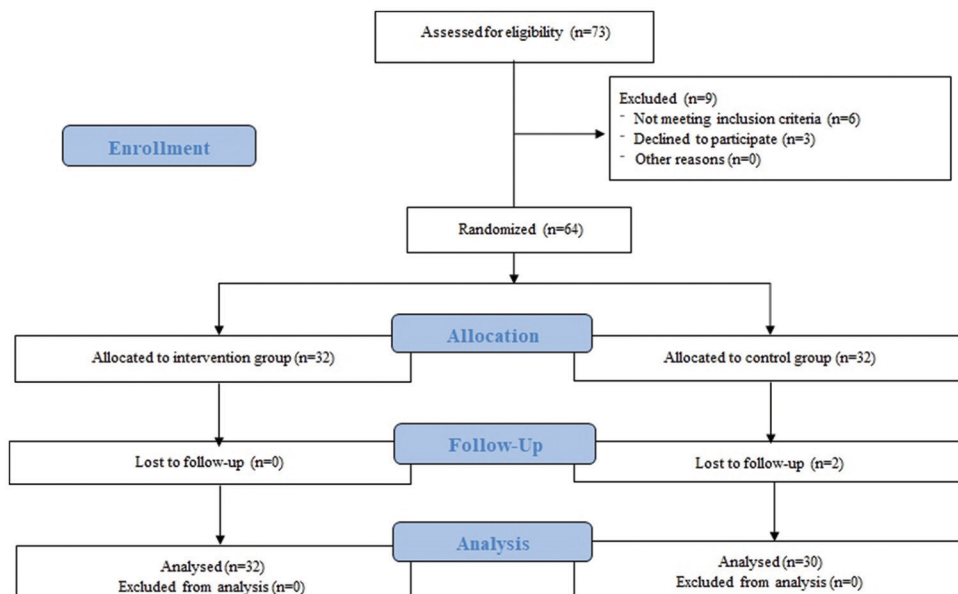 Assessed for eligibility (n=73)
Excluded (n=9)
- Not meeting inclusion criteria (n=6)
- Declined to participate (n=3)
- Other reasons (n=0)
Enrollment
Randomized (n=64)
Allocation
Allocated to intervention group (n=32)
Allocated to control group (n=32)
Follow-Up
Lost to follow-up (n=0)
Lost to follow-up (n=2)
Analysis
Analysed (n=32)
Excluded from analysis (n=0)
Analysed (n=30)
Excluded from analysis (n=0)